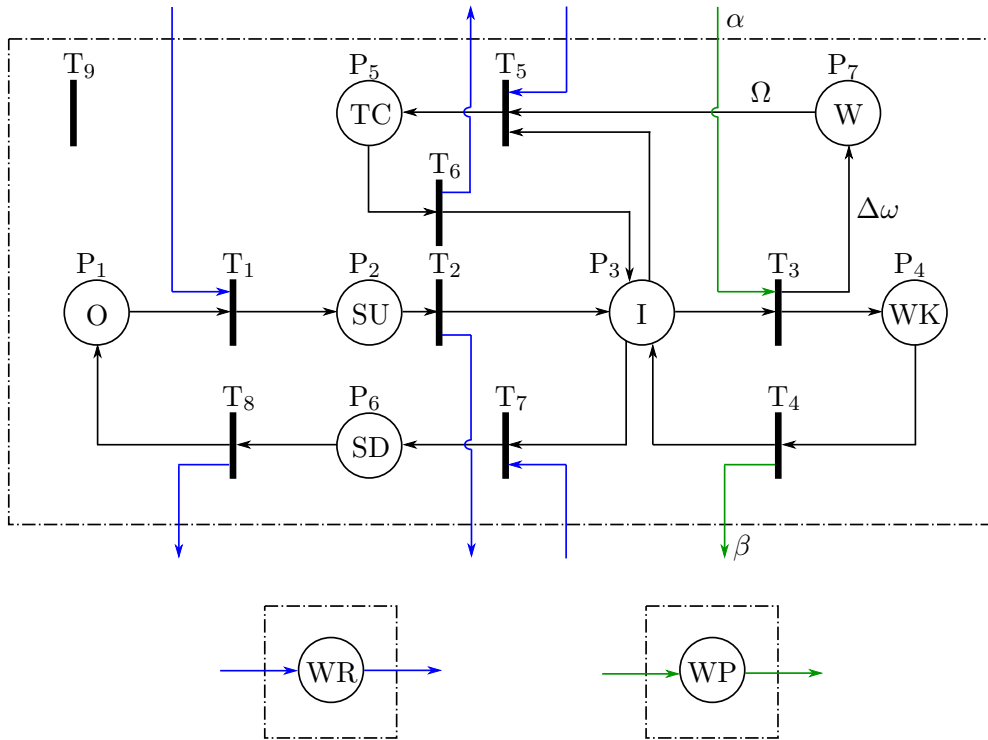 α
T₉
P₅
T₅
P₇
TC
Ω
W
T₆
Δω
P₁
T₁
P₂
T₂
P₃
T₃
P₄
O
SU
I
WK
T₈
P₆
T₇
T₄
SD
β
WR
WP